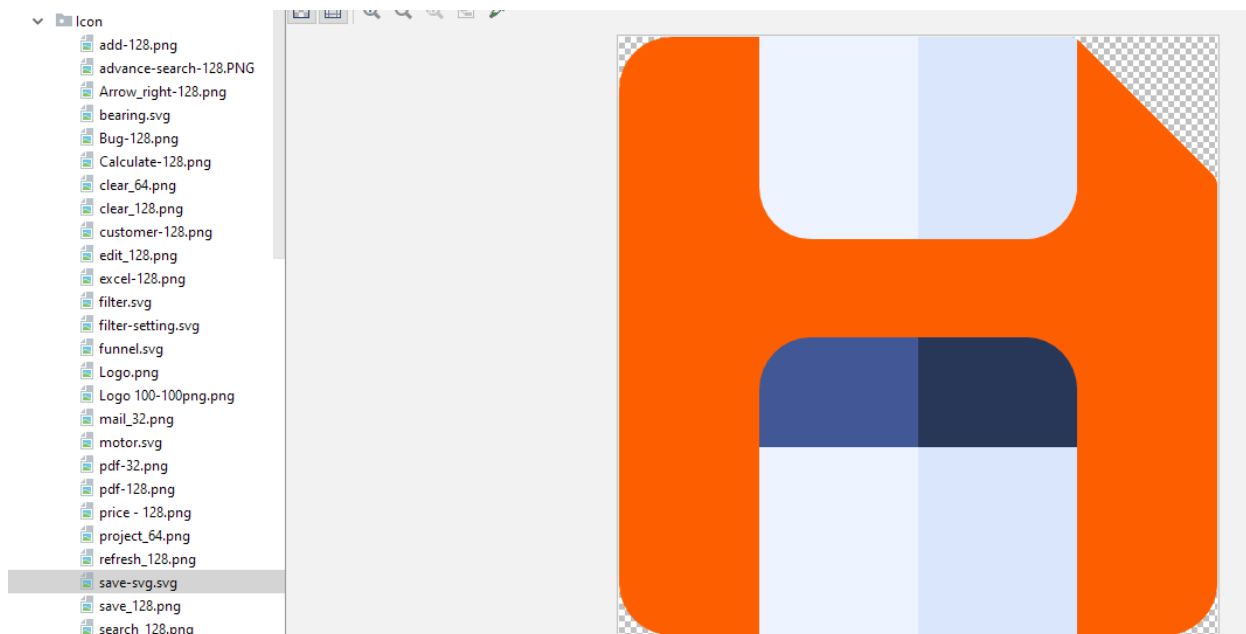 Icon
add-128.png
advance-search-128.PNG
Arrow_right-128.png
bearing.svg
Bug-128.png
Calculate-128.png
clear_64.png
clear_128.png
customer-128.png
edit_128.png
excel-128.png
filter.svg
filter-setting.svg
funnel.svg
Logo.png
Logo 100-100png.png
mail_32.png
motor.svg
pdf-32.png
pdf-128.png
price - 128.png
project_64.png
refresh_128.png
save-svg.svg
save_128.png
search_128.png